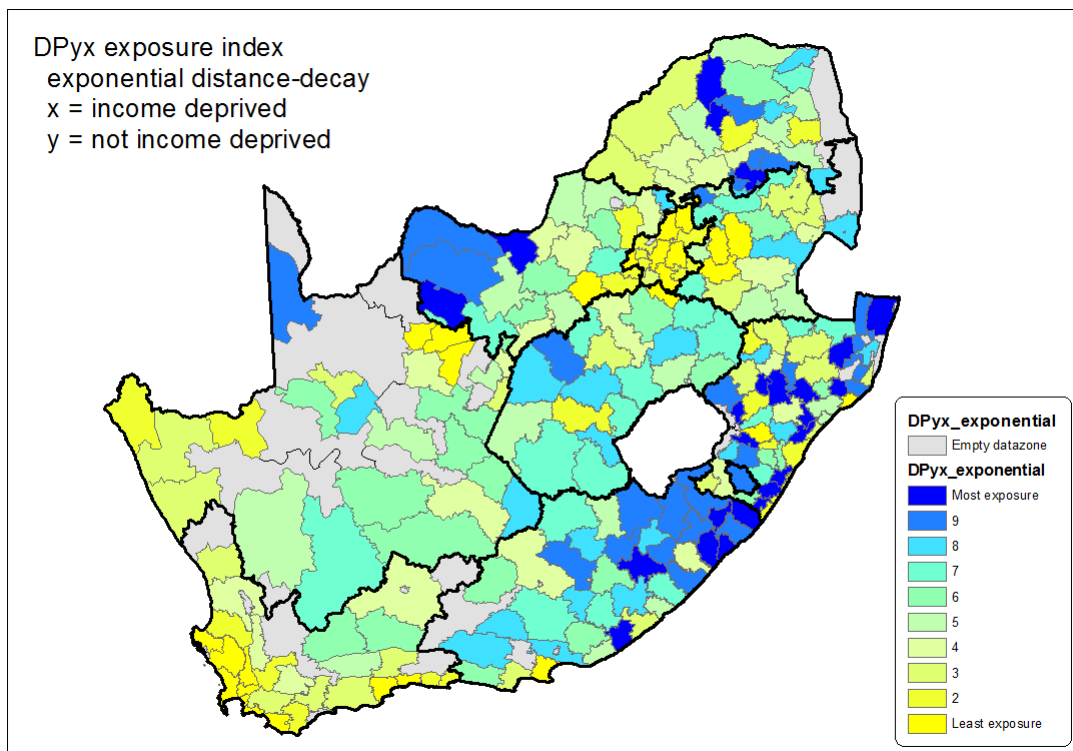 DPyx exposure index
exponential distance-decay
x = income deprived
y = not income deprived
DPyx_exponential
Empty datazone
DPyx_exponential
Most exposure
9
8
7
6
5
4
3
2
Least exposure